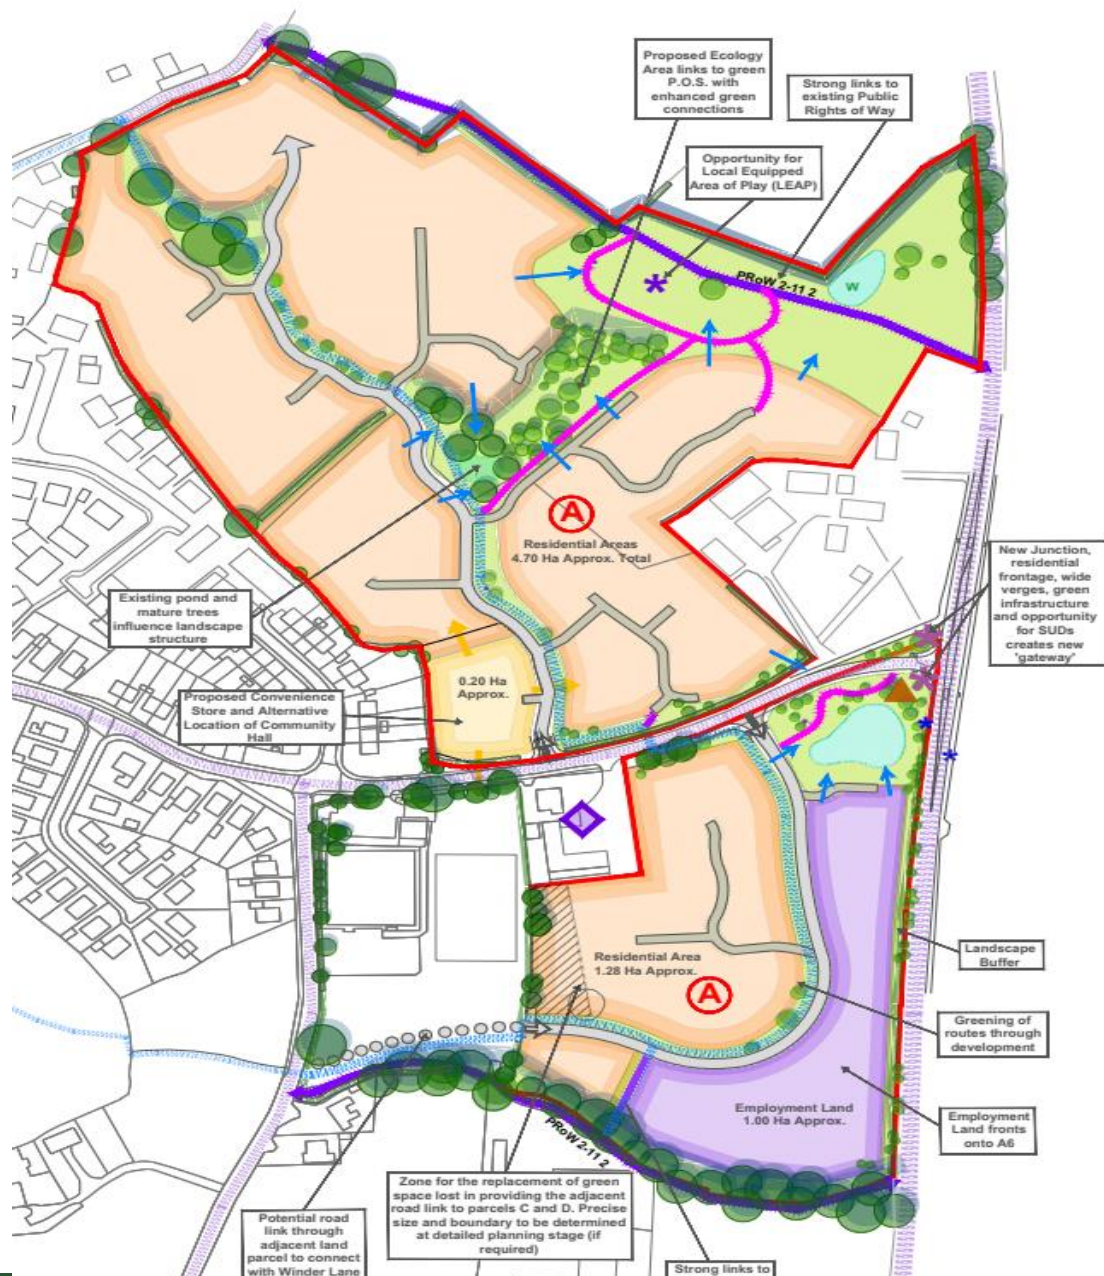 Proposed Ecology
Area links to green
P.O.S. with
enhanced green
connections
Strong links to
existing Public
Rights of Way
Opportunity for
Local Equipped
Area of Play (LEAP)
PRoW 2-11 2
W
A
Residential Areas
4.70 Ha Approx. Total
New Junction,
residential
frontage, wide
verges, green
infrastructure
and opportunity
for SUDs
creates new
'gateway'
Existing pond and
mature trees
influence landscape
structure
0.20 Ha
Approx.
Proposed Convenience
Store and Alternative
Location of Community
Hall
Residential Area
1.28 Ha Approx.
A
Landscape
Buffer
Greening of
routes through
development
Employment Land
1.00 Ha Approx.
Employment
Land fronts
onto A6
PRoW 2-11 2
Zone for the replacement of green
space lost in providing the adjacent
road link to parcels C and D. Precise
size and boundary to be determined
at detailed planning stage (if
required)
Potential road
link through
adjacent land
parcel to connect
with Winder Lane
Strong links to